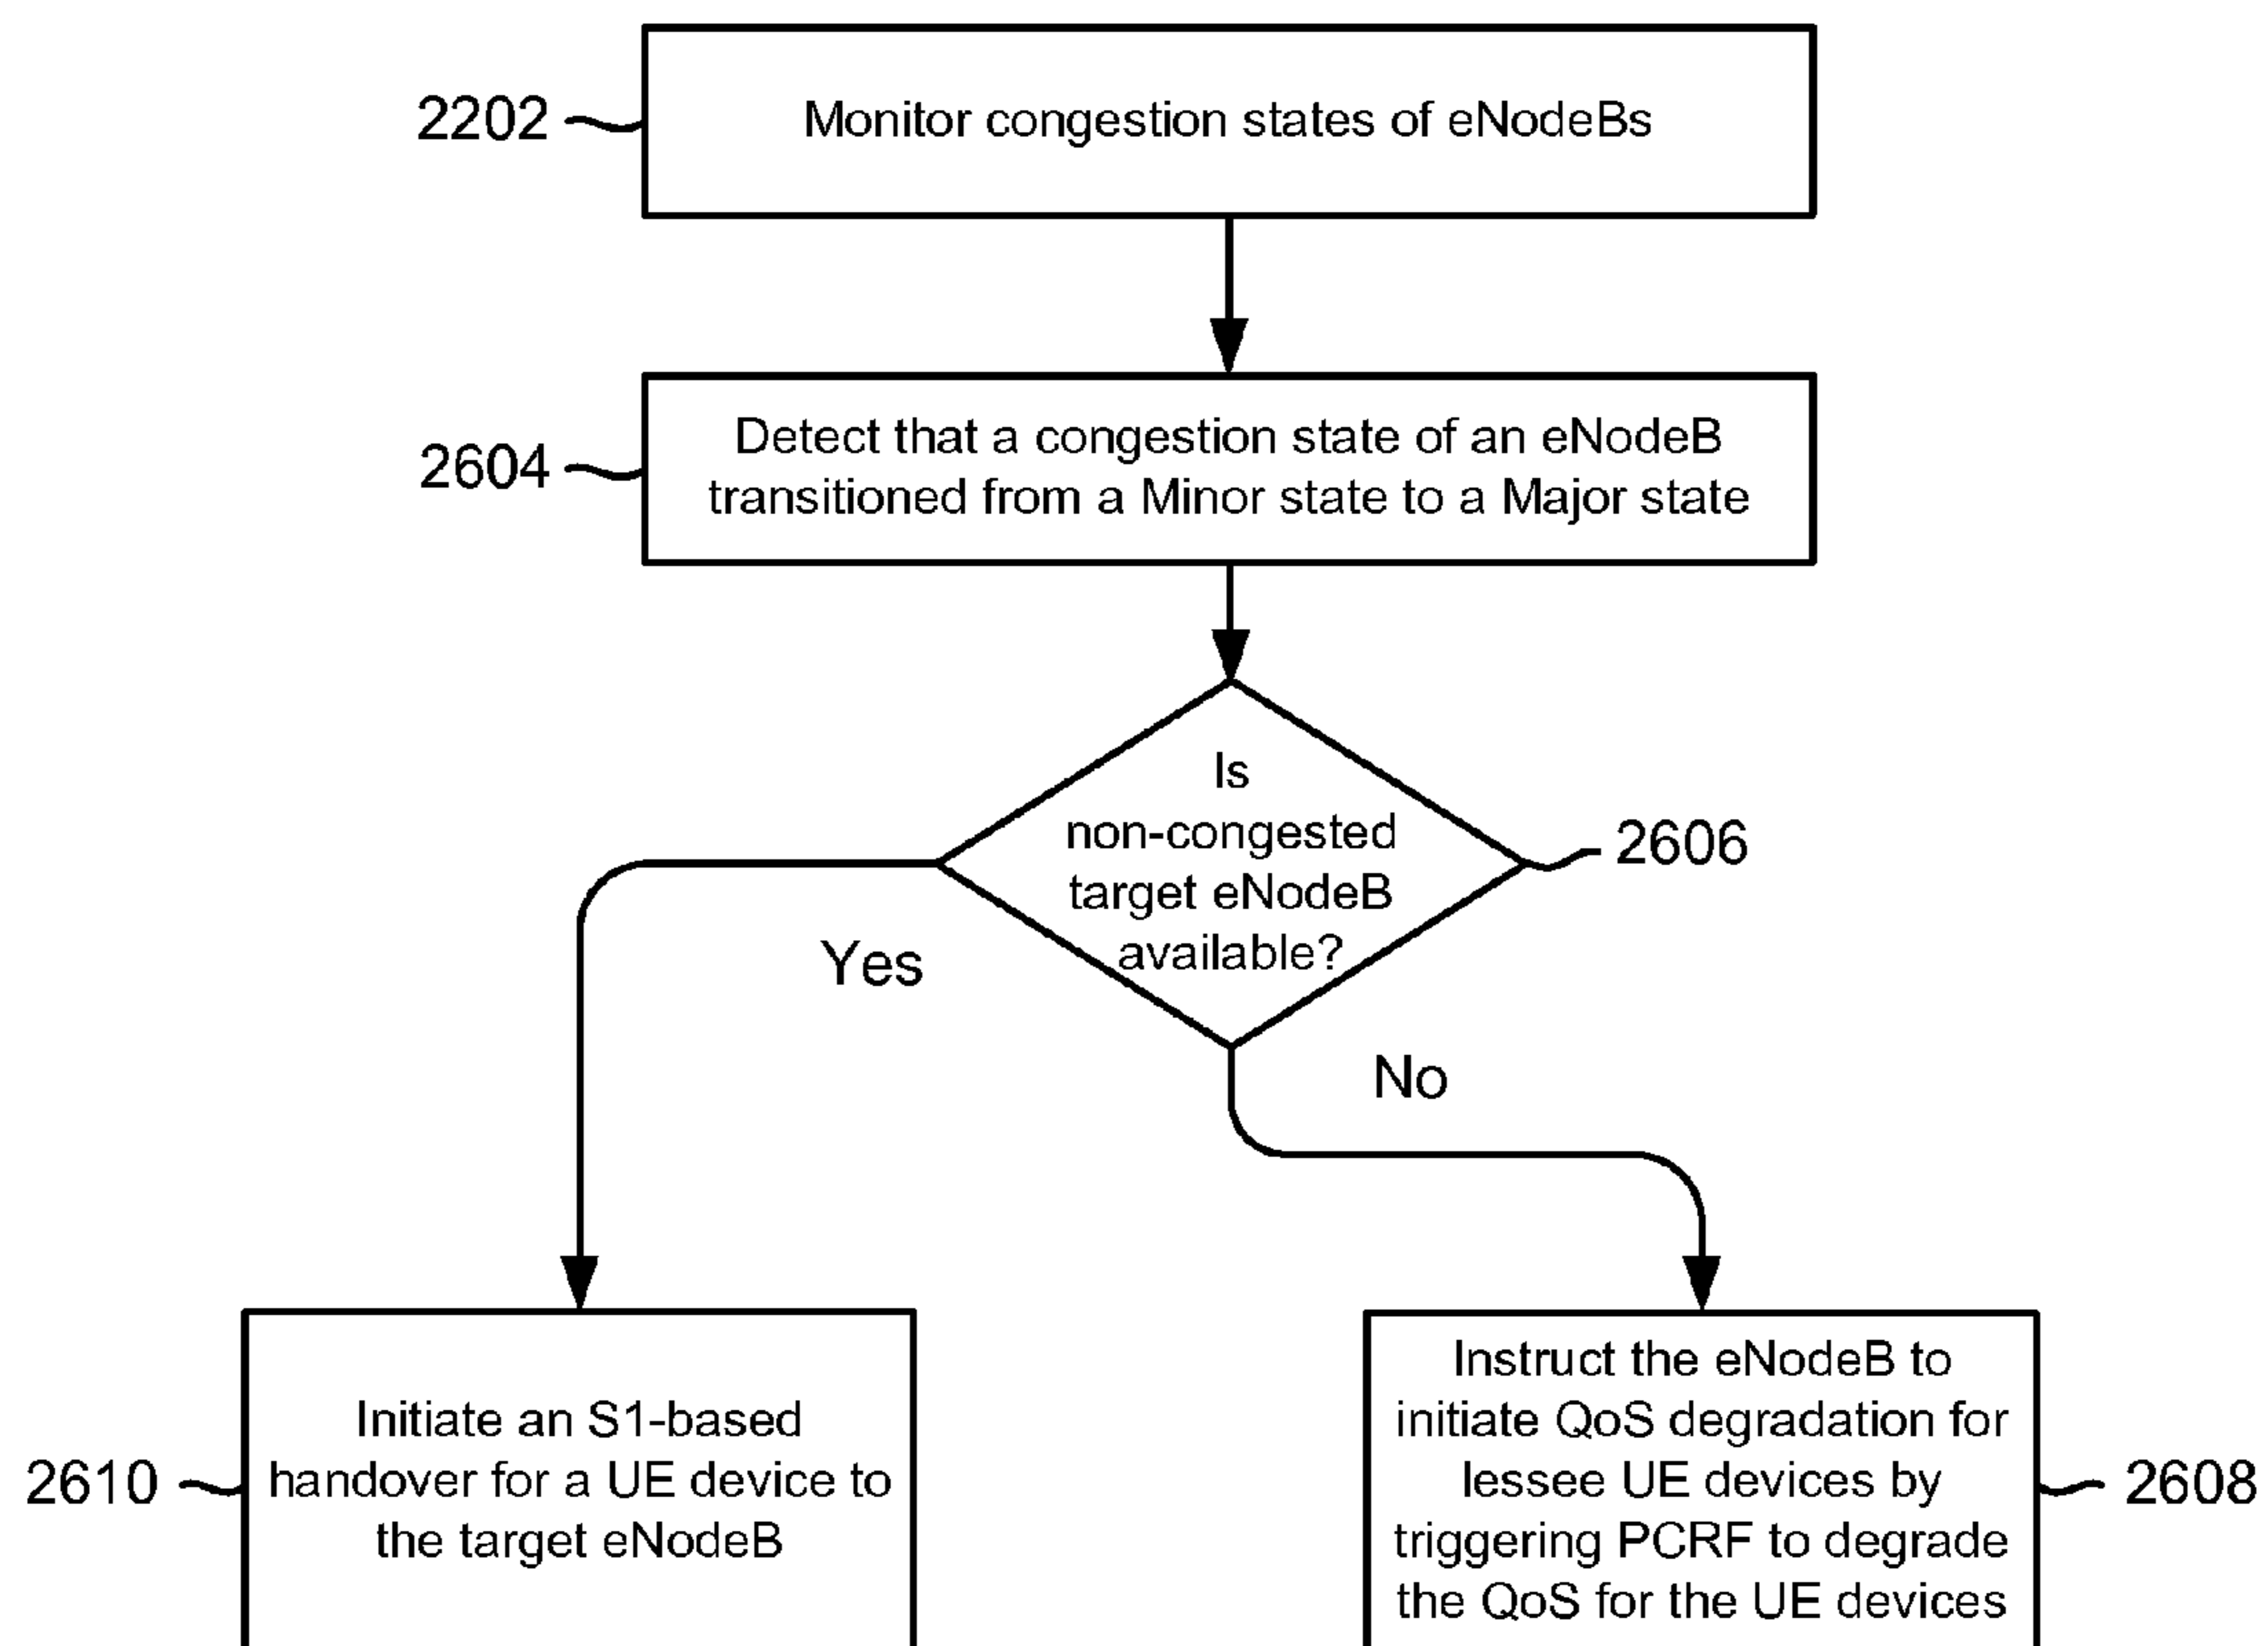 2202
Monitor congestion states of eNodeBs
2604
Detect that a congestion state of an eNodeB
transitioned from a Minor state to a Major state
Is
non-congested
target eNodeB
available?
2606
Yes
No
2610
Initiate an S1-based
handover for a UE device to
the target eNodeB
Instruct the eNodeB to
initiate QoS degradation for
lessee UE devices by
triggering PCRF to degrade
the QoS for the UE devices
2608